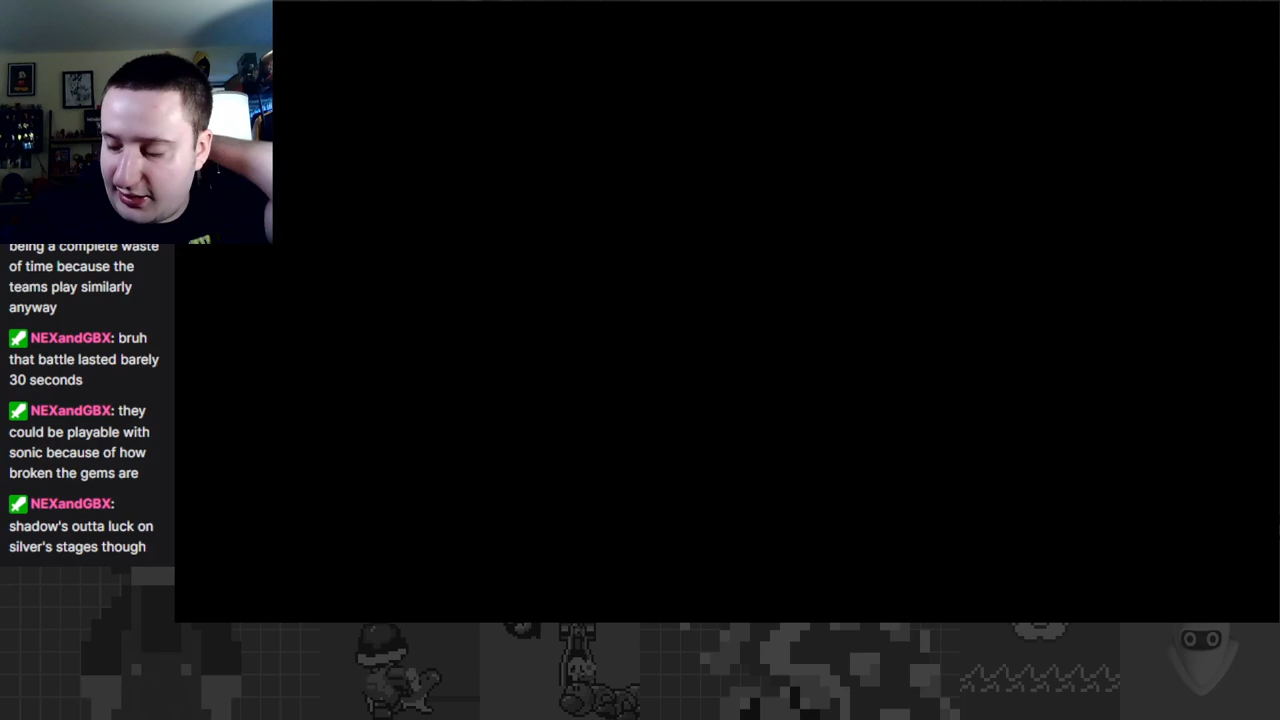 being a complete waste
of time because the
teams play similarly
anyway
NEXandGBX: bruh
that battle lasted barely
30 seconds
NEXandGBX: they
could be playable with
sonic because of how
broken the gems are
NEXandGBX:
shadow's outta luck on
silver's stages though